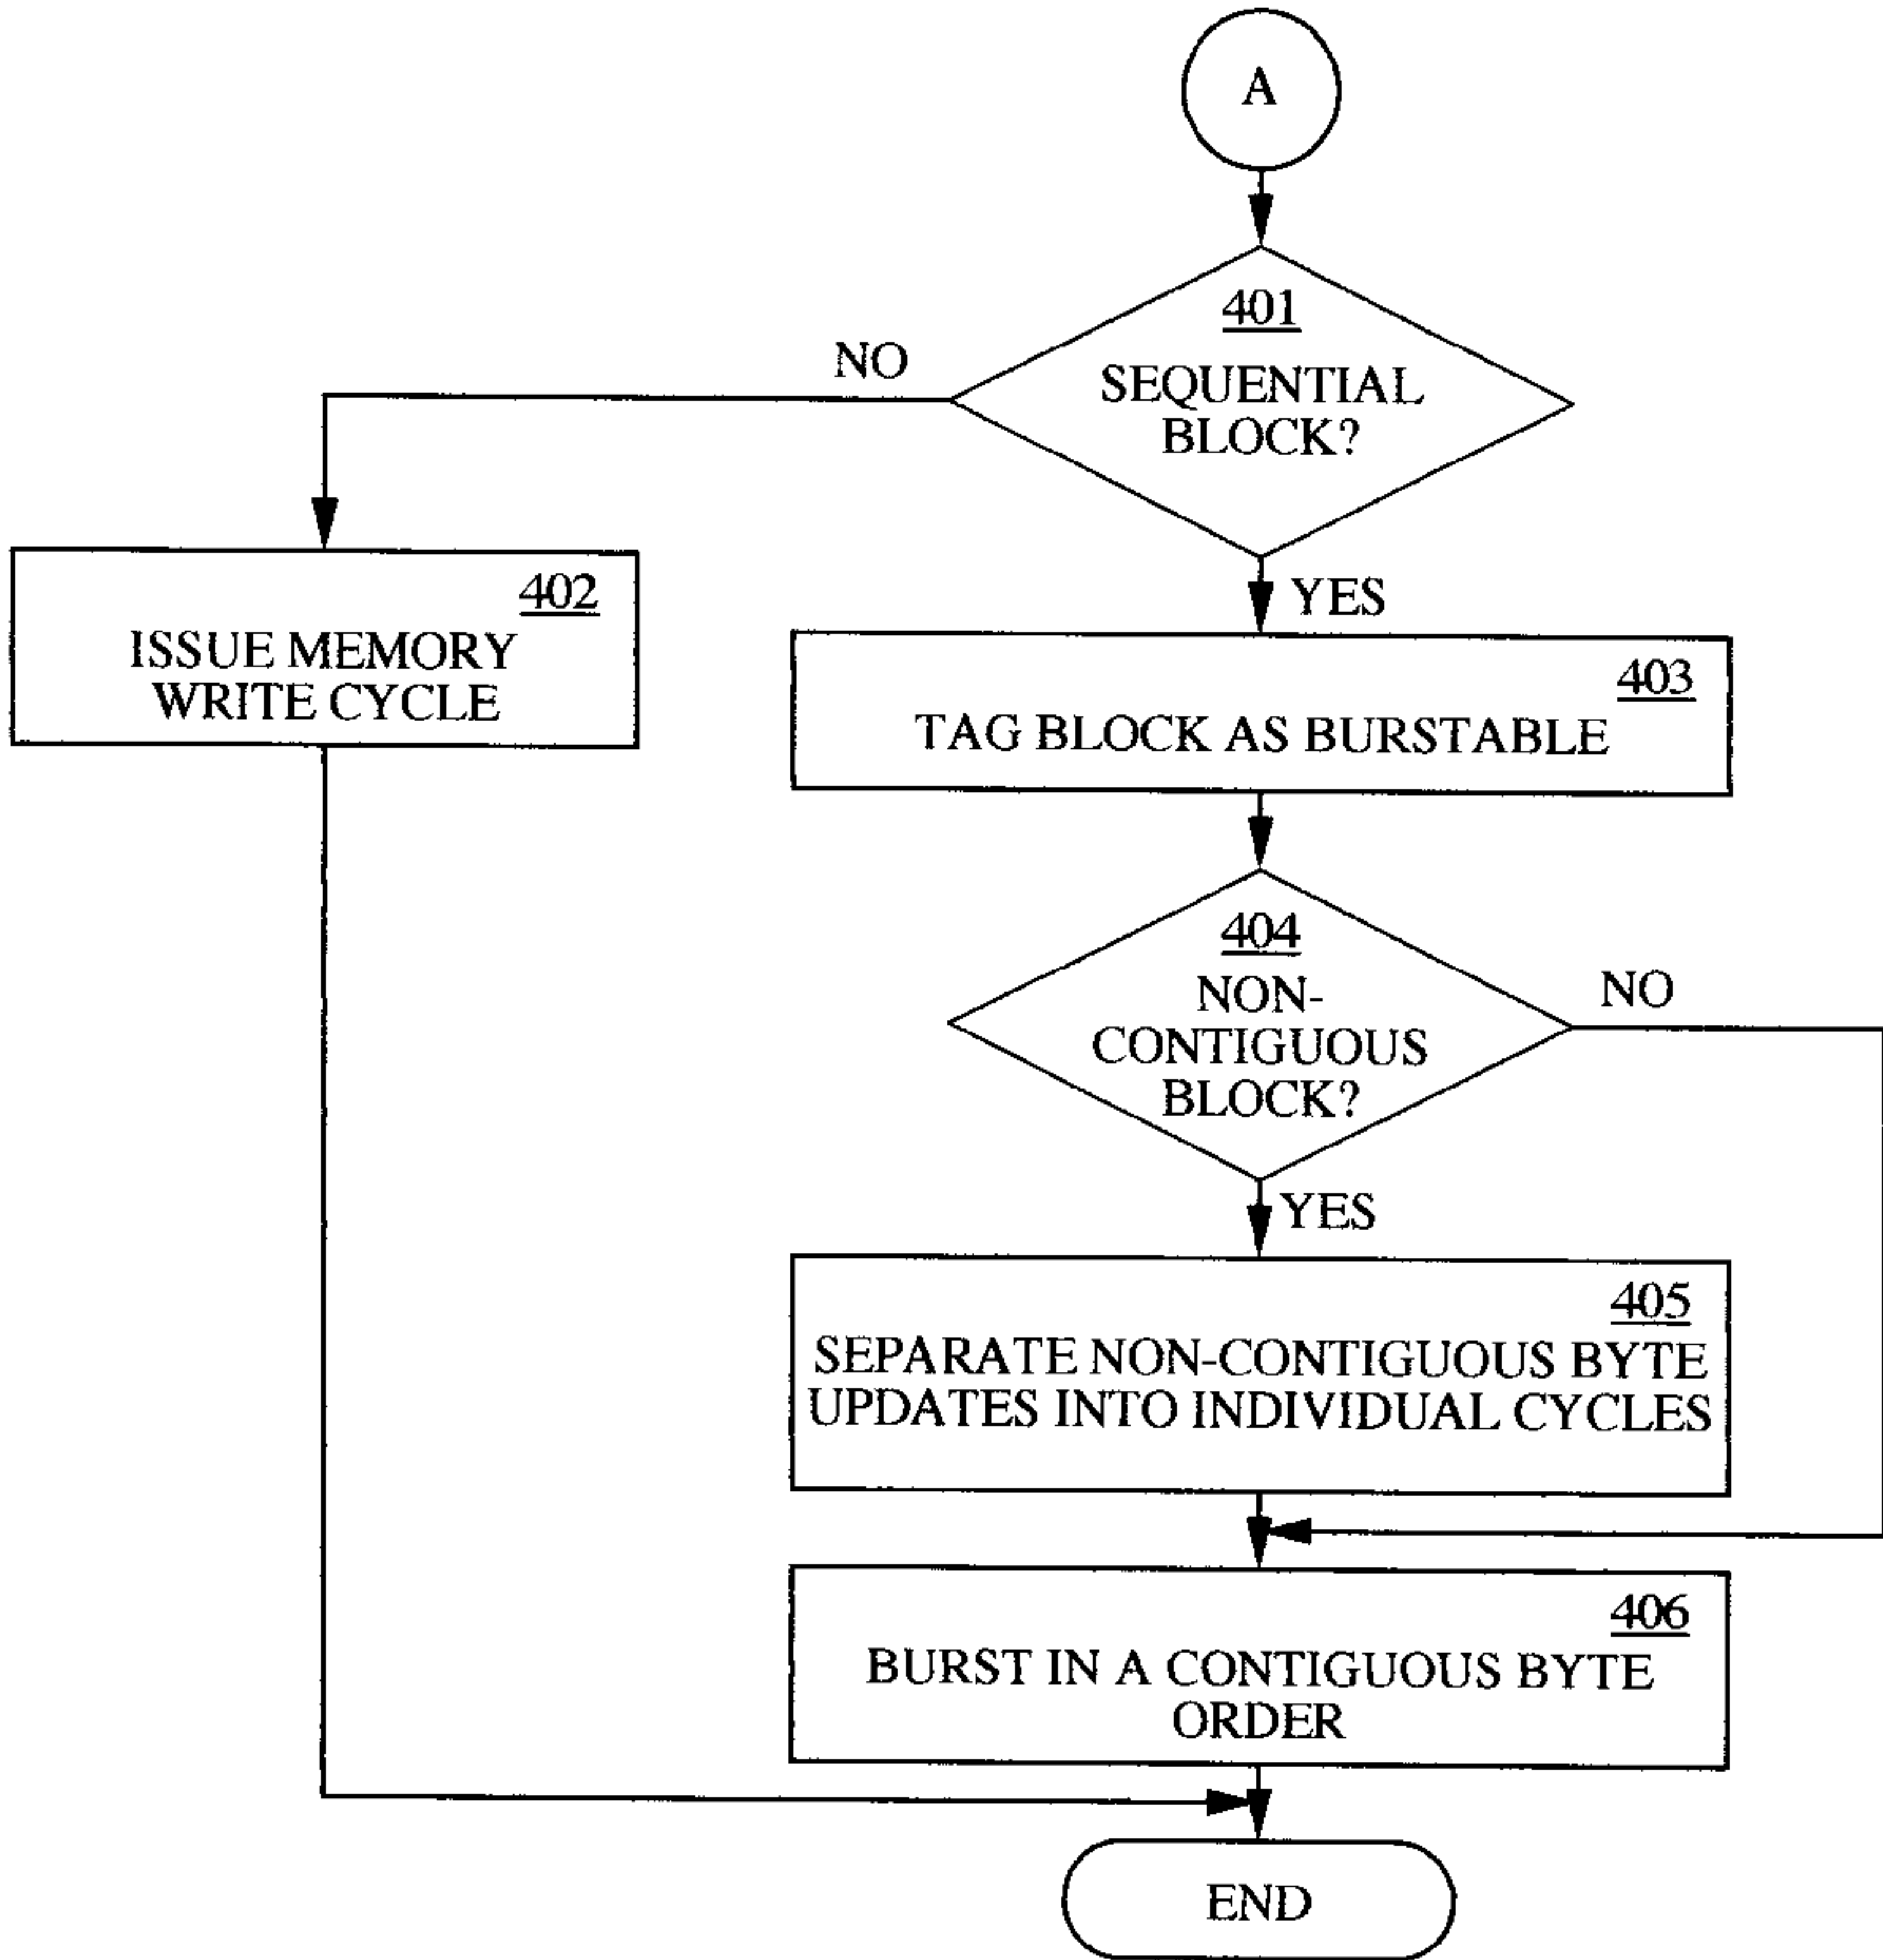 A
401
SEQUENTIAL
BLOCK?
NO
YES
402
ISSUE MEMORY
WRITE CYCLE
403
TAG BLOCK AS BURSTABLE
404
NON-
CONTIGUOUS
BLOCK?
NO
YES
405
SEPARATE NON-CONTIGUOUS BYTE
UPDATES INTO INDIVIDUAL CYCLES
406
BURST IN A CONTIGUOUS BYTE
ORDER
END